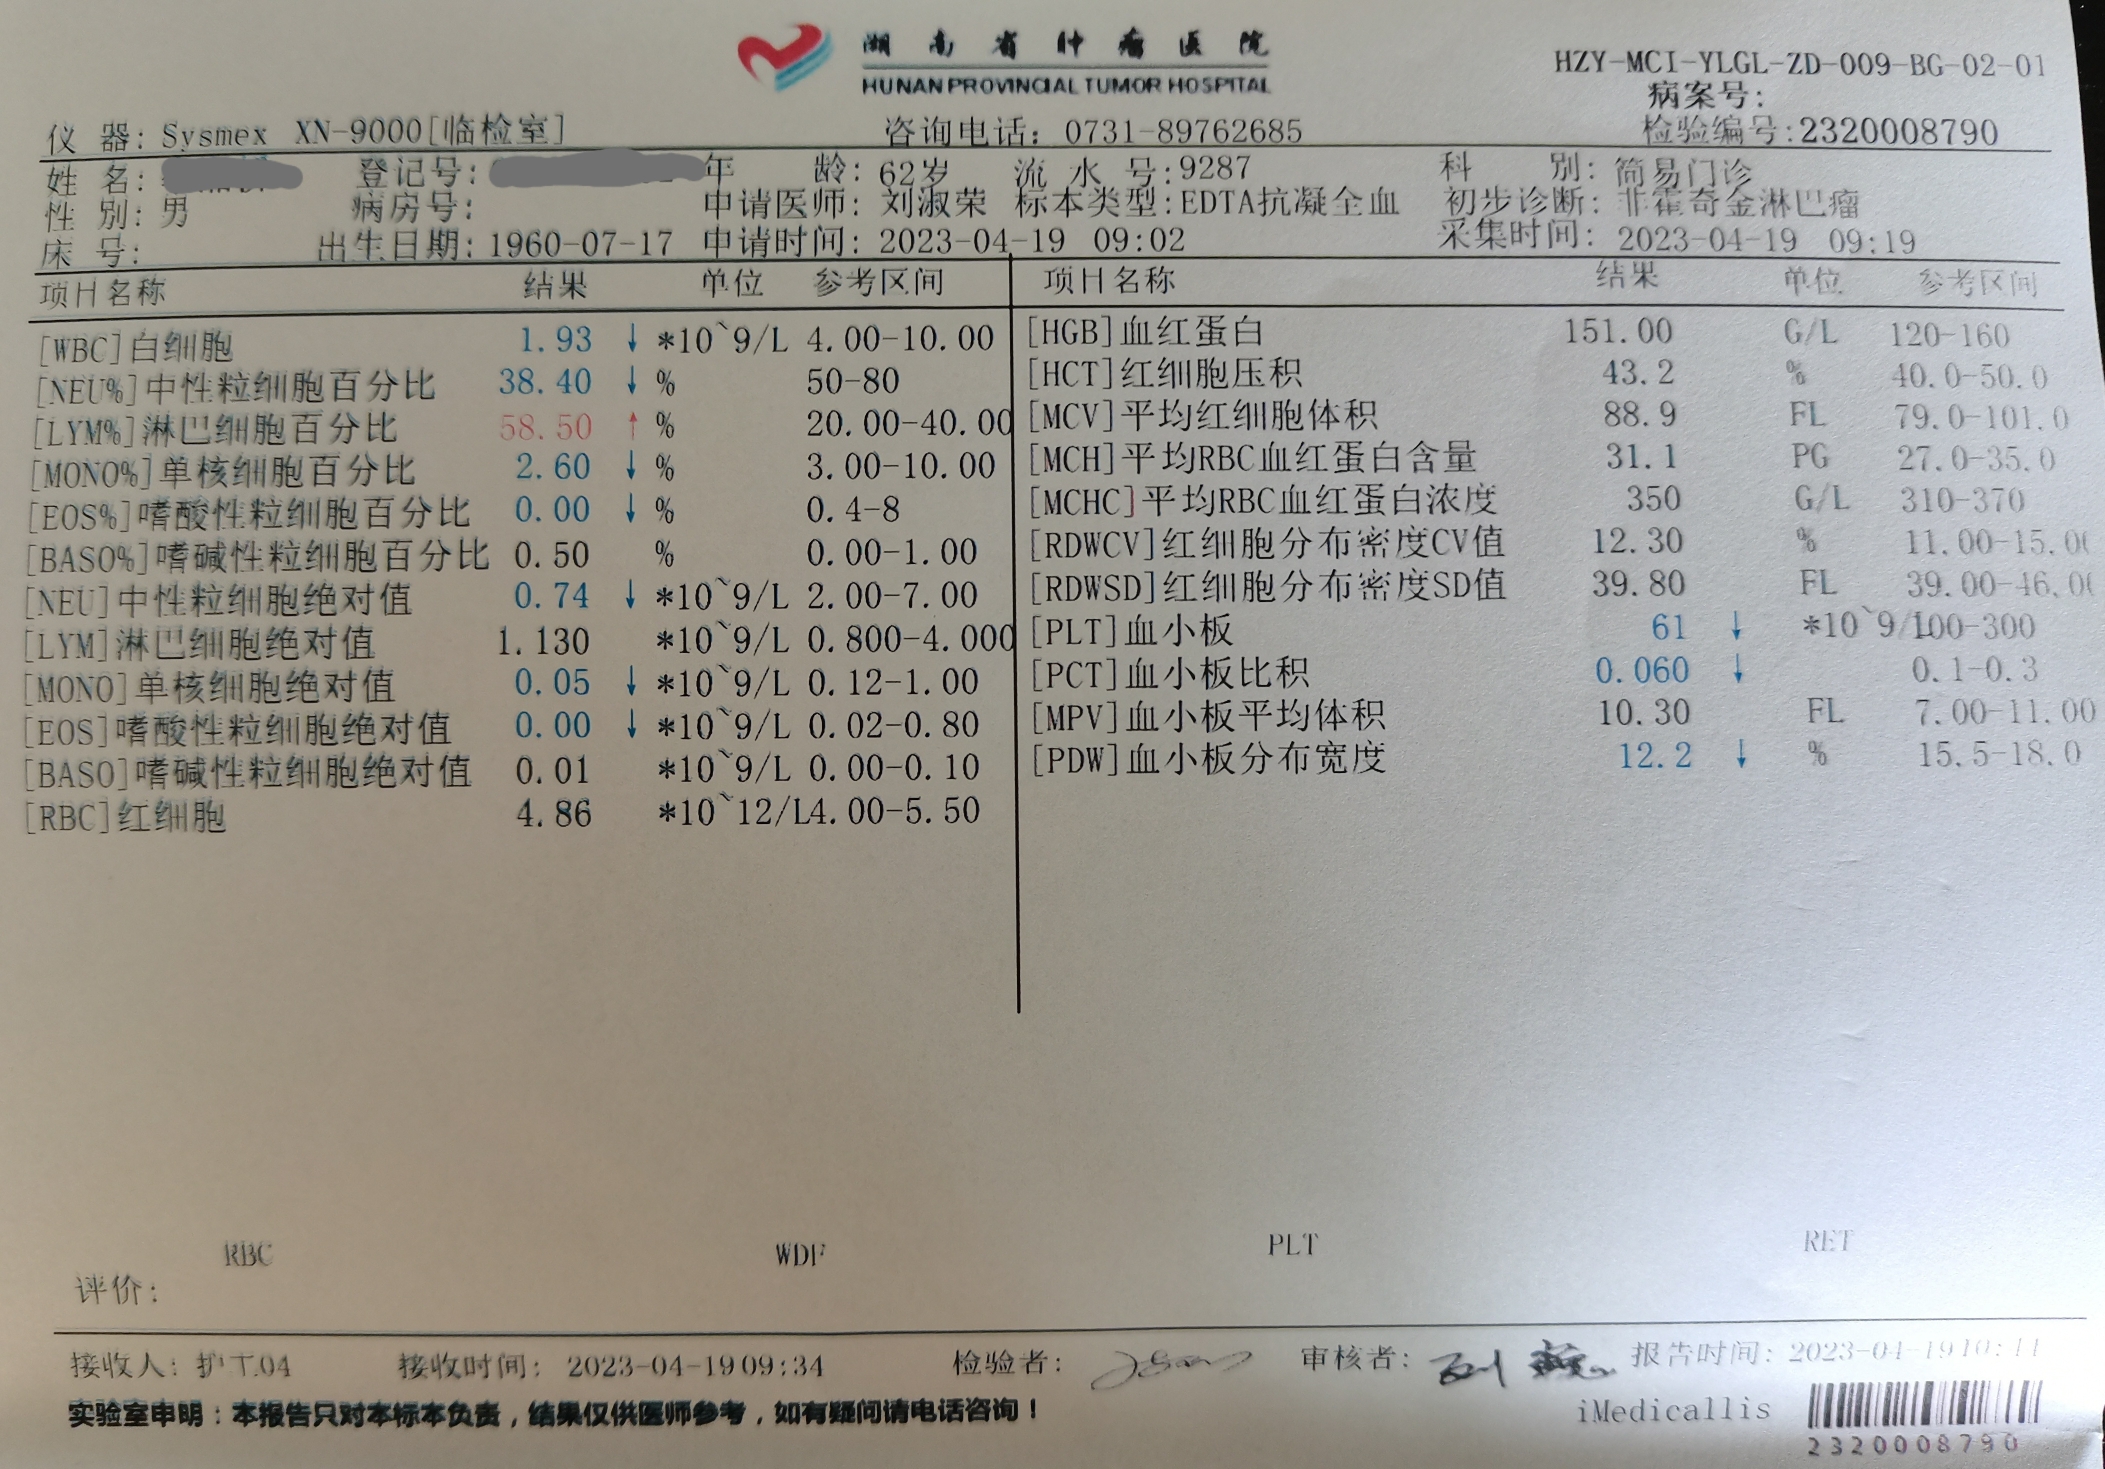 湖南省肿瘤医院
HUNAN PROVINCIAL TUMOR HOSPITAL
HZY-MCI-YLGL-ZD-009-BG-02-01
病案号:
仪 器: Sysmex XN-9000[临检室] 咨询电话: 0731-89762685 检验编号:2320008790
姓 名: 登记号: 年 龄: 62岁 流 水 号:9287 科 别: 简易门诊
性 别: 男 病房号: 申请医师: 刘淑荣 标本类型:EDTA抗凝全血 初步诊断: 非霍奇金淋巴瘤
床 号: 出生日期: 1960-07-17 申请时间: 2023-04-19 09:02 采集时间: 2023-04-19 09:19
项目名称 结果 单位 参考区间 项目名称 结果 单位 参考区间
[WBC]白细胞 1.93 ↓ *10^9/L 4.00-10.00 [HGB]血红蛋白 151.00 G/L 120-160
[NEU%]中性粒细胞百分比 38.40 ↓ % 50-80 [HCT]红细胞压积 43.2 % 40.0-50.0
[LYM%]淋巴细胞百分比 58.50 ↑ % 20.00-40.00 [MCV]平均红细胞体积 88.9 FL 79.0-101.0
[MONO%]单核细胞百分比 2.60 ↓ % 3.00-10.00 [MCH]平均RBC血红蛋白含量 31.1 PG 27.0-35.0
[EOS%]嗜酸性粒细胞百分比 0.00 ↓ % 0.4-8 [MCHC]平均RBC血红蛋白浓度 350 G/L 310-370
[BASO%]嗜碱性粒细胞百分比 0.50 % 0.00-1.00 [RDWCV]红细胞分布密度CV值 12.30 % 11.00-15.00
[NEU]中性粒细胞绝对值 0.74 ↓ *10^9/L 2.00-7.00 [RDWSD]红细胞分布密度SD值 39.80 FL 39.00-46.00
[LYM]淋巴细胞绝对值 1.130 *10^9/L 0.800-4.000 [PLT]血小板 61 ↓ *10^9/L 100-300
[MONO]单核细胞绝对值 0.05 ↓ *10^9/L 0.12-1.00 [PCT]血小板比积 0.060 ↓ 0.1-0.3
[EOS]嗜酸性粒细胞绝对值 0.00 ↓ *10^9/L 0.02-0.80 [MPV]血小板平均体积 10.30 FL 7.00-11.00
[BASO]嗜碱性粒细胞绝对值 0.01 *10^9/L 0.00-0.10 [PDW]血小板分布宽度 12.2 ↓ % 15.5-18.0
[RBC]红细胞 4.86 *10^12/L 4.00-5.50
RBC WDF PLT RET
评价:
接收人: 护工04 接收时间: 2023-04-19 09:34 检验者: 审核者: 报告时间: 2023-04-19 10:11
实验室申明：本报告只对本标本负责，结果仅供医师参考，如有疑问请电话咨询！ iMedicallis
2320008790